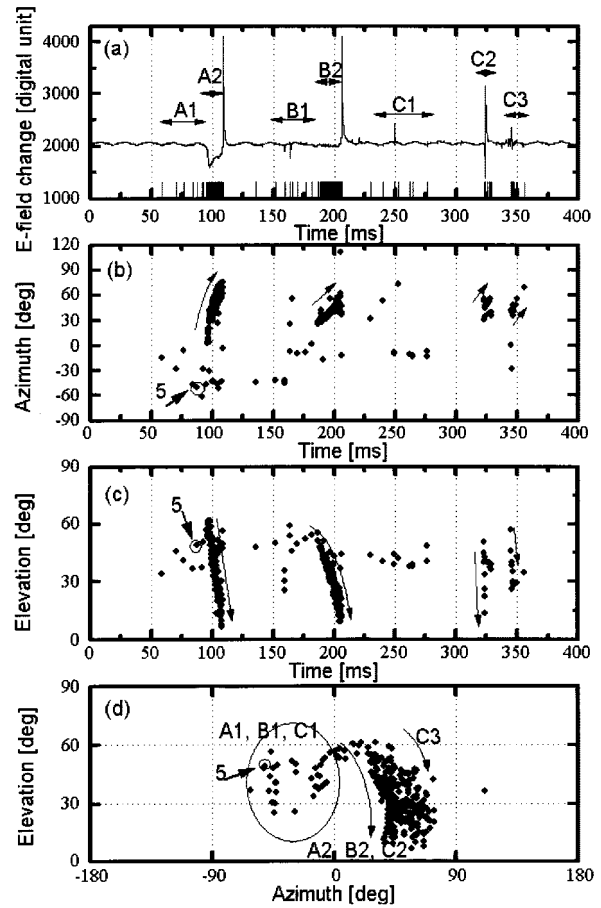 E-field change [digital unit]
4000
3000
2000
1000
(a)
A1
A2
B1
B2
C1
C2
C3
0 50 100 150 200 250 300 350 400
Time [ms]
Azimuth [deg]
120
90
60
30
0
-30
-60
-90
(b)
5
0 50 100 150 200 250 300 350 400
Time [ms]
Elevation [deg]
90
60
30
0
(c)
5
0 50 100 150 200 250 300 350 400
Time [ms]
Elevation [deg]
90
60
30
0
(d)
A1, B1, C1
C3
5
A2, B2, C2
-180 -90 0 90 180
Azimuth [deg]